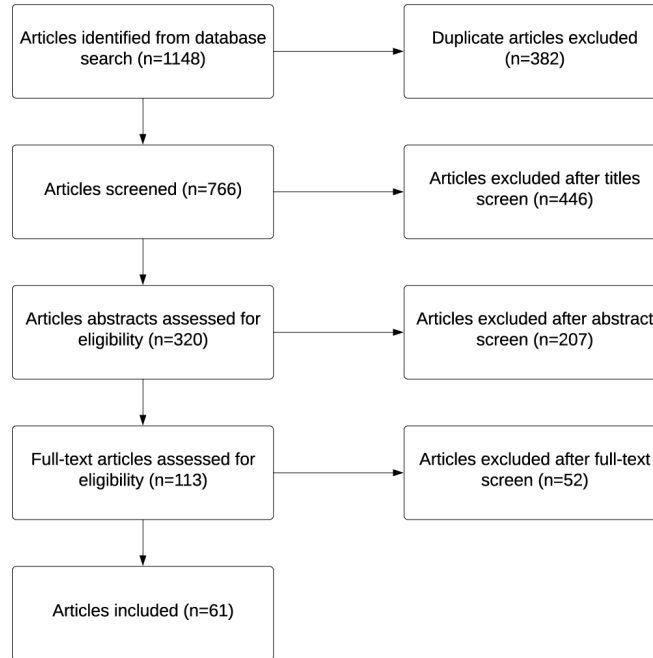 Articles identified from database
search (n=1148)
Duplicate articles excluded
(n=382)
Articles screened (n=766)
Articles excluded after titles
screen (n=446)
Articles abstracts assessed for
eligibility (n=320)
Articles excluded after abstract
screen (n=207)
Full-text articles assessed for
eligibility (n=113)
Articles excluded after full-text
screen (n=52)
Articles included (n=61)